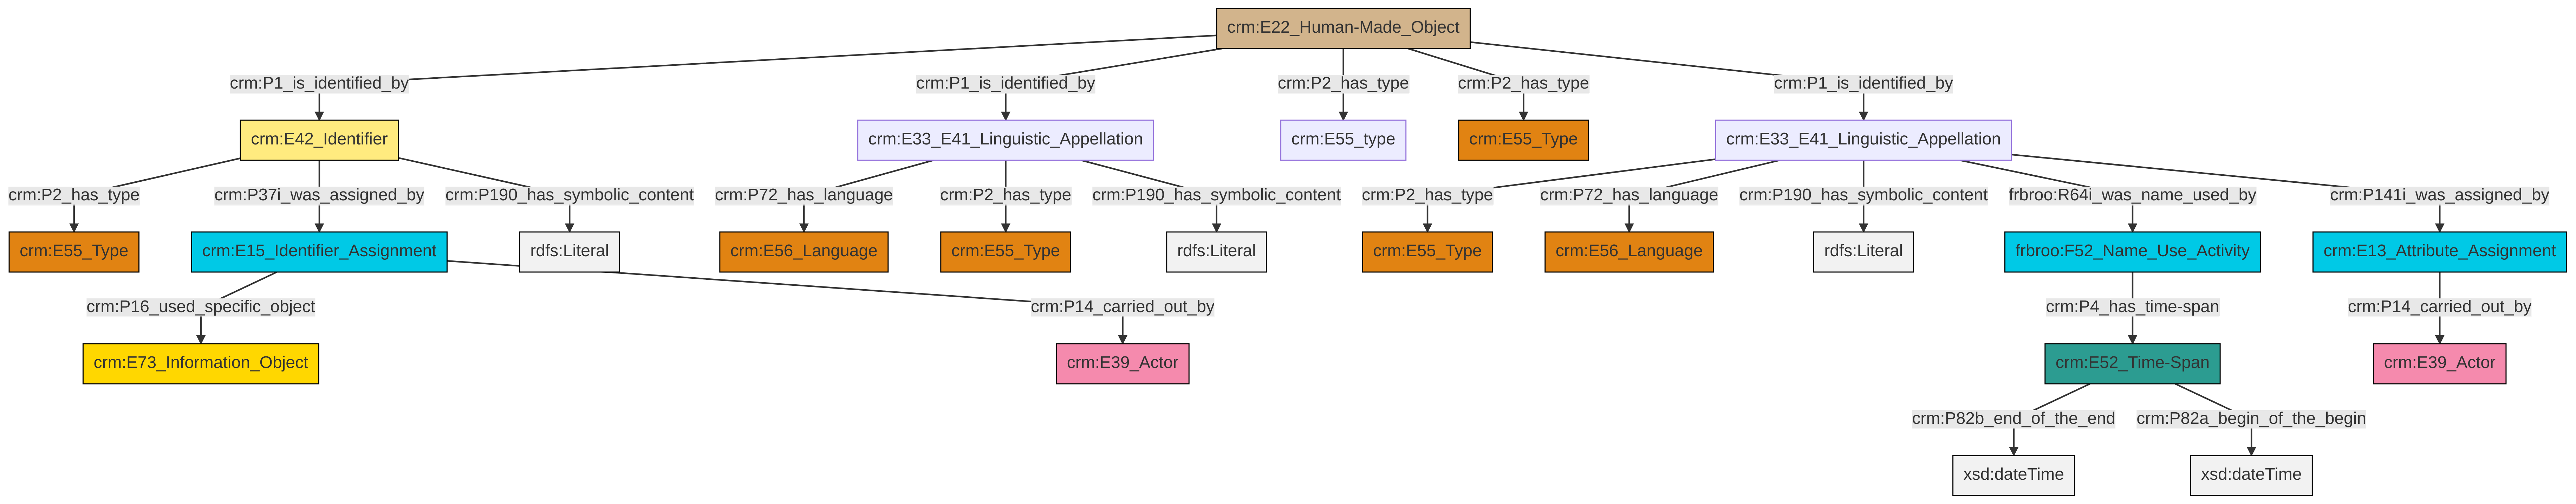 crm:E22_Human-Made_Object
crm:P1_is_identified_by
crm:P1_is_identified_by
crm:P2_has_type
crm:P2_has_type
crm:P1_is_identified_by
crm:E42_Identifier
crm:E33_E41_Linguistic_Appellation
crm:E55_type
crm:E55_Type
crm:E33_E41_Linguistic_Appellation
crm:P2_has_type
crm:P37i_was_assigned_by
crm:P190_has_symbolic_content
crm:P72_has_language
crm:P2_has_type
crm:P190_has_symbolic_content
crm:P2_has_type
crm:P72_has_language
crm:P190_has_symbolic_content
frbroo:R64i_was_name_used_by
crm:P141i_was_assigned_by
crm:E55_Type
crm:E15_Identifier_Assignment
rdfs:Literal
crm:E56_Language
crm:E55_Type
rdfs:Literal
crm:E55_Type
crm:E56_Language
rdfs:Literal
frbroo:F52_Name_Use_Activity
crm:E13_Attribute_Assignment
crm:P16_used_specific_object
crm:P14_carried_out_by
crm:P4_has_time-span
crm:P14_carried_out_by
crm:E73_Information_Object
crm:E39_Actor
crm:E52_Time-Span
crm:E39_Actor
crm:P82b_end_of_the_end
crm:P82a_begin_of_the_begin
xsd:dateTime
xsd:dateTime